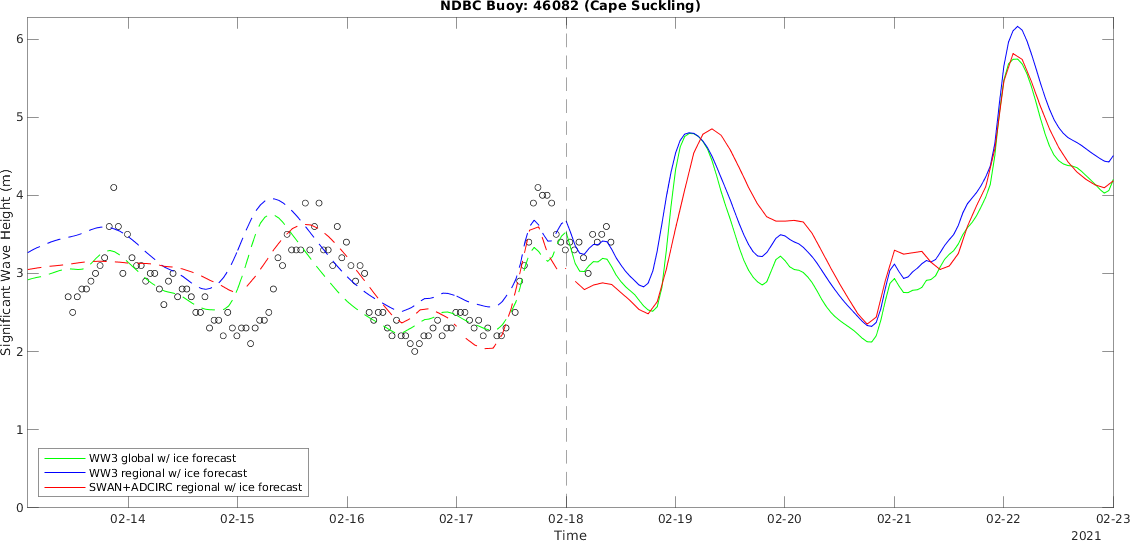 NDBC Buoy: 46082 (Cape Suckling)
Significant Wave Height (m)
6
5
4
3
2
1
0
WW3 global w/ ice forecast
WW3 regional w/ ice forecast
SWAN+ADCIRC regional w/ ice forecast
02-14 02-15 02-16 02-17 02-18 02-19 02-20 02-21 02-22 02-23
Time
2021